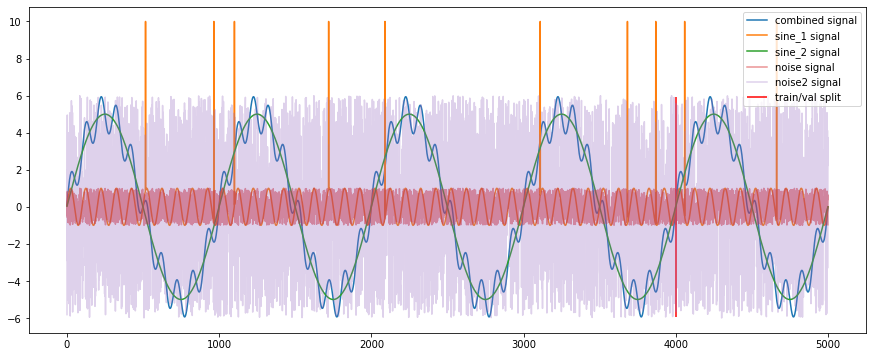 10
8
6
4
2
0
−2
−4
−6
0
1000
2000
3000
4000
5000
combined signal
sine_1 signal
sine_2 signal
noise signal
noise2 signal
train/val split